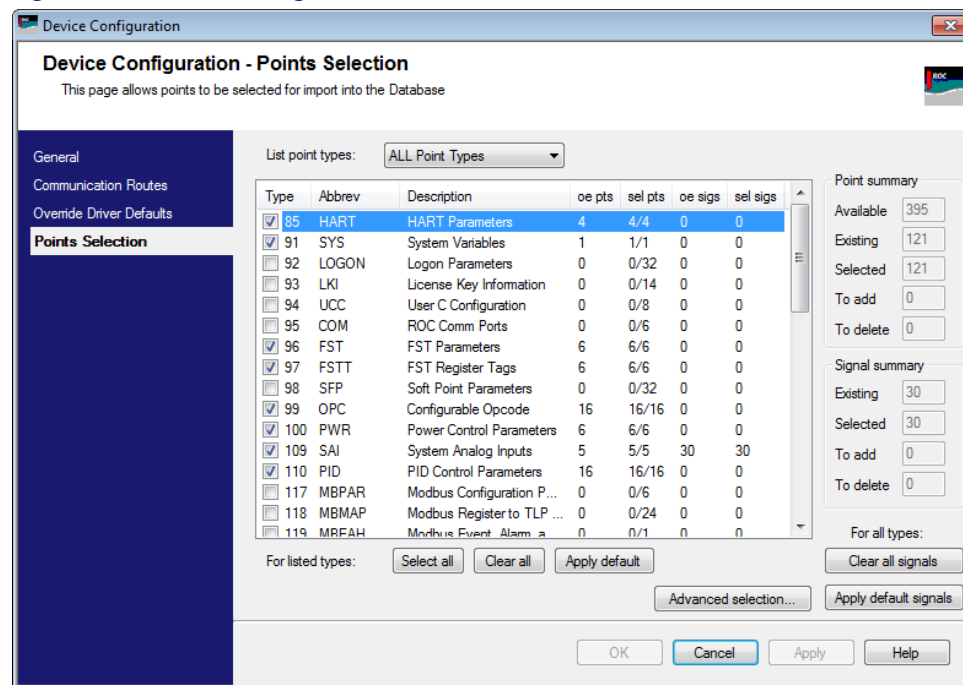 Device Configuration
Device Configuration - Points Selection
This page allows points to be selected for import into the Database
ROC
General
Communication Routes
Override Driver Defaults
Points Selection
List point types: ALL Point Types
Type Abbrev Description oe pts sel pts oe sigs sel sigs
85 HART HART Parameters 4 4/4 0 0
91 SYS System Variables 1 1/1 0 0
92 LOGON Logon Parameters 0 0/32 0 0
93 LKI License Key Information 0 0/14 0 0
94 UCC User C Configuration 0 0/8 0 0
95 COM ROC Comm Ports 0 0/6 0 0
96 FST FST Parameters 6 6/6 0 0
97 FSTT FST Register Tags 6 6/6 0 0
98 SFP Soft Point Parameters 0 0/32 0 0
99 OPC Configurable Opcode 16 16/16 0 0
100 PWR Power Control Parameters 6 6/6 0 0
109 SAI System Analog Inputs 5 5/5 30 30
110 PID PID Control Parameters 16 16/16 0 0
117 MBPAR Modbus Configuration P... 0 0/6 0 0
118 MBMAP Modbus Register to TLP ... 0 0/24 0 0
119 MBEAH Modbus Event, Alarm, a... 0 0/1 0 0
For listed types: Select all Clear all Apply default
Advanced selection...
Point summary
Available 395
Existing 121
Selected 121
To add 0
To delete 0
Signal summary
Existing 30
Selected 30
To add 0
To delete 0
For all types:
Clear all signals
Apply default signals
OK Cancel Apply Help